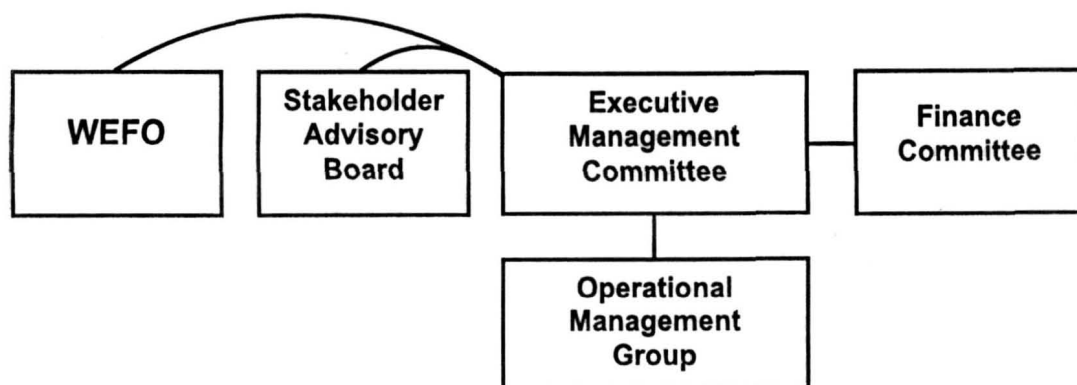 WEFO
Stakeholder
Advisory
Board
Executive
Management
Committee
Finance
Committee
Operational
Management
Group